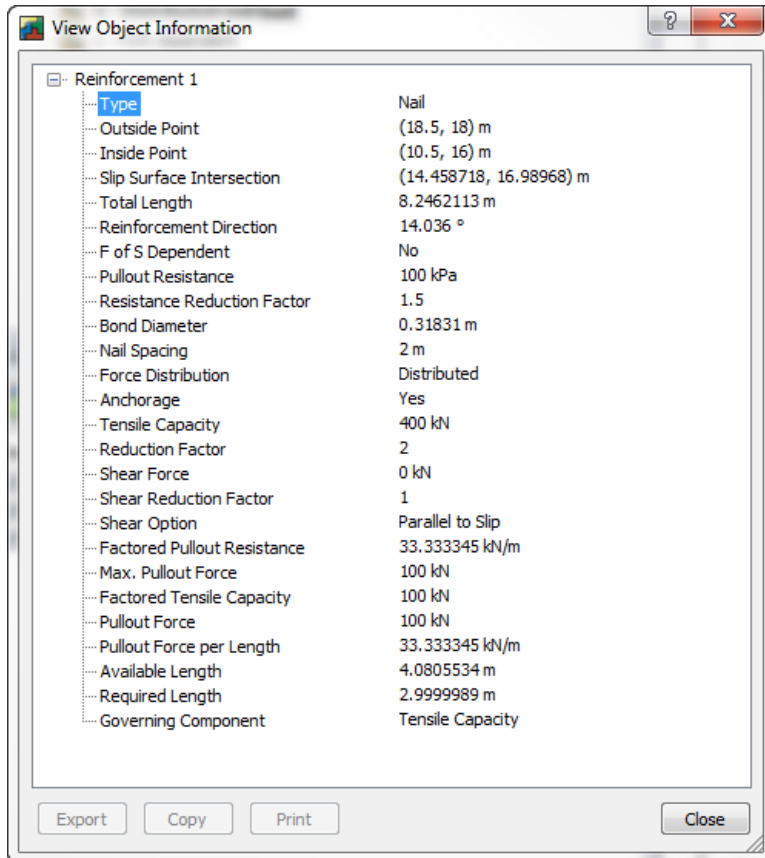 View Object Information
Reinforcement 1
Type Nail
Outside Point (18.5, 18) m
Inside Point (10.5, 16) m
Slip Surface Intersection (14.458718, 16.98968) m
Total Length 8.2462113 m
Reinforcement Direction 14.036 °
F of S Dependent No
Pullout Resistance 100 kPa
Resistance Reduction Factor 1.5
Bond Diameter 0.31831 m
Nail Spacing 2 m
Force Distribution Distributed
Anchorage Yes
Tensile Capacity 400 kN
Reduction Factor 2
Shear Force 0 kN
Shear Reduction Factor 1
Shear Option Parallel to Slip
Factored Pullout Resistance 33.333345 kN/m
Max. Pullout Force 100 kN
Factored Tensile Capacity 100 kN
Pullout Force 100 kN
Pullout Force per Length 33.333345 kN/m
Available Length 4.0805534 m
Required Length 2.9999989 m
Governing Component Tensile Capacity
Export Copy Print Close